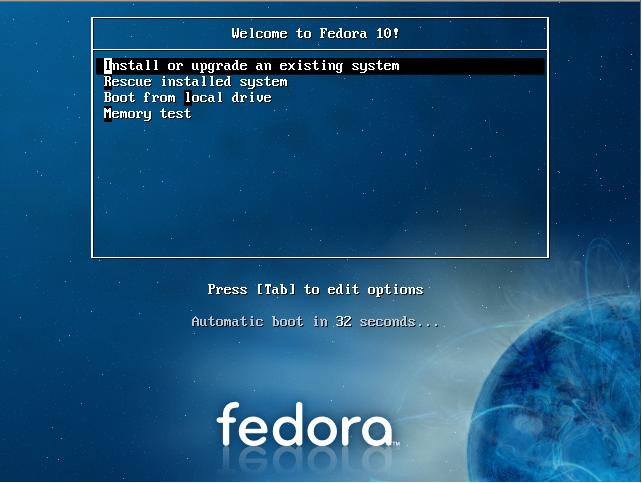 Welcome to Fedora 10!
Install or upgrade an existing system
Rescue installed system
Boot from local drive
Memory test
Press [Tab] to edit options
Automatic boot in 32 seconds...
fedora™